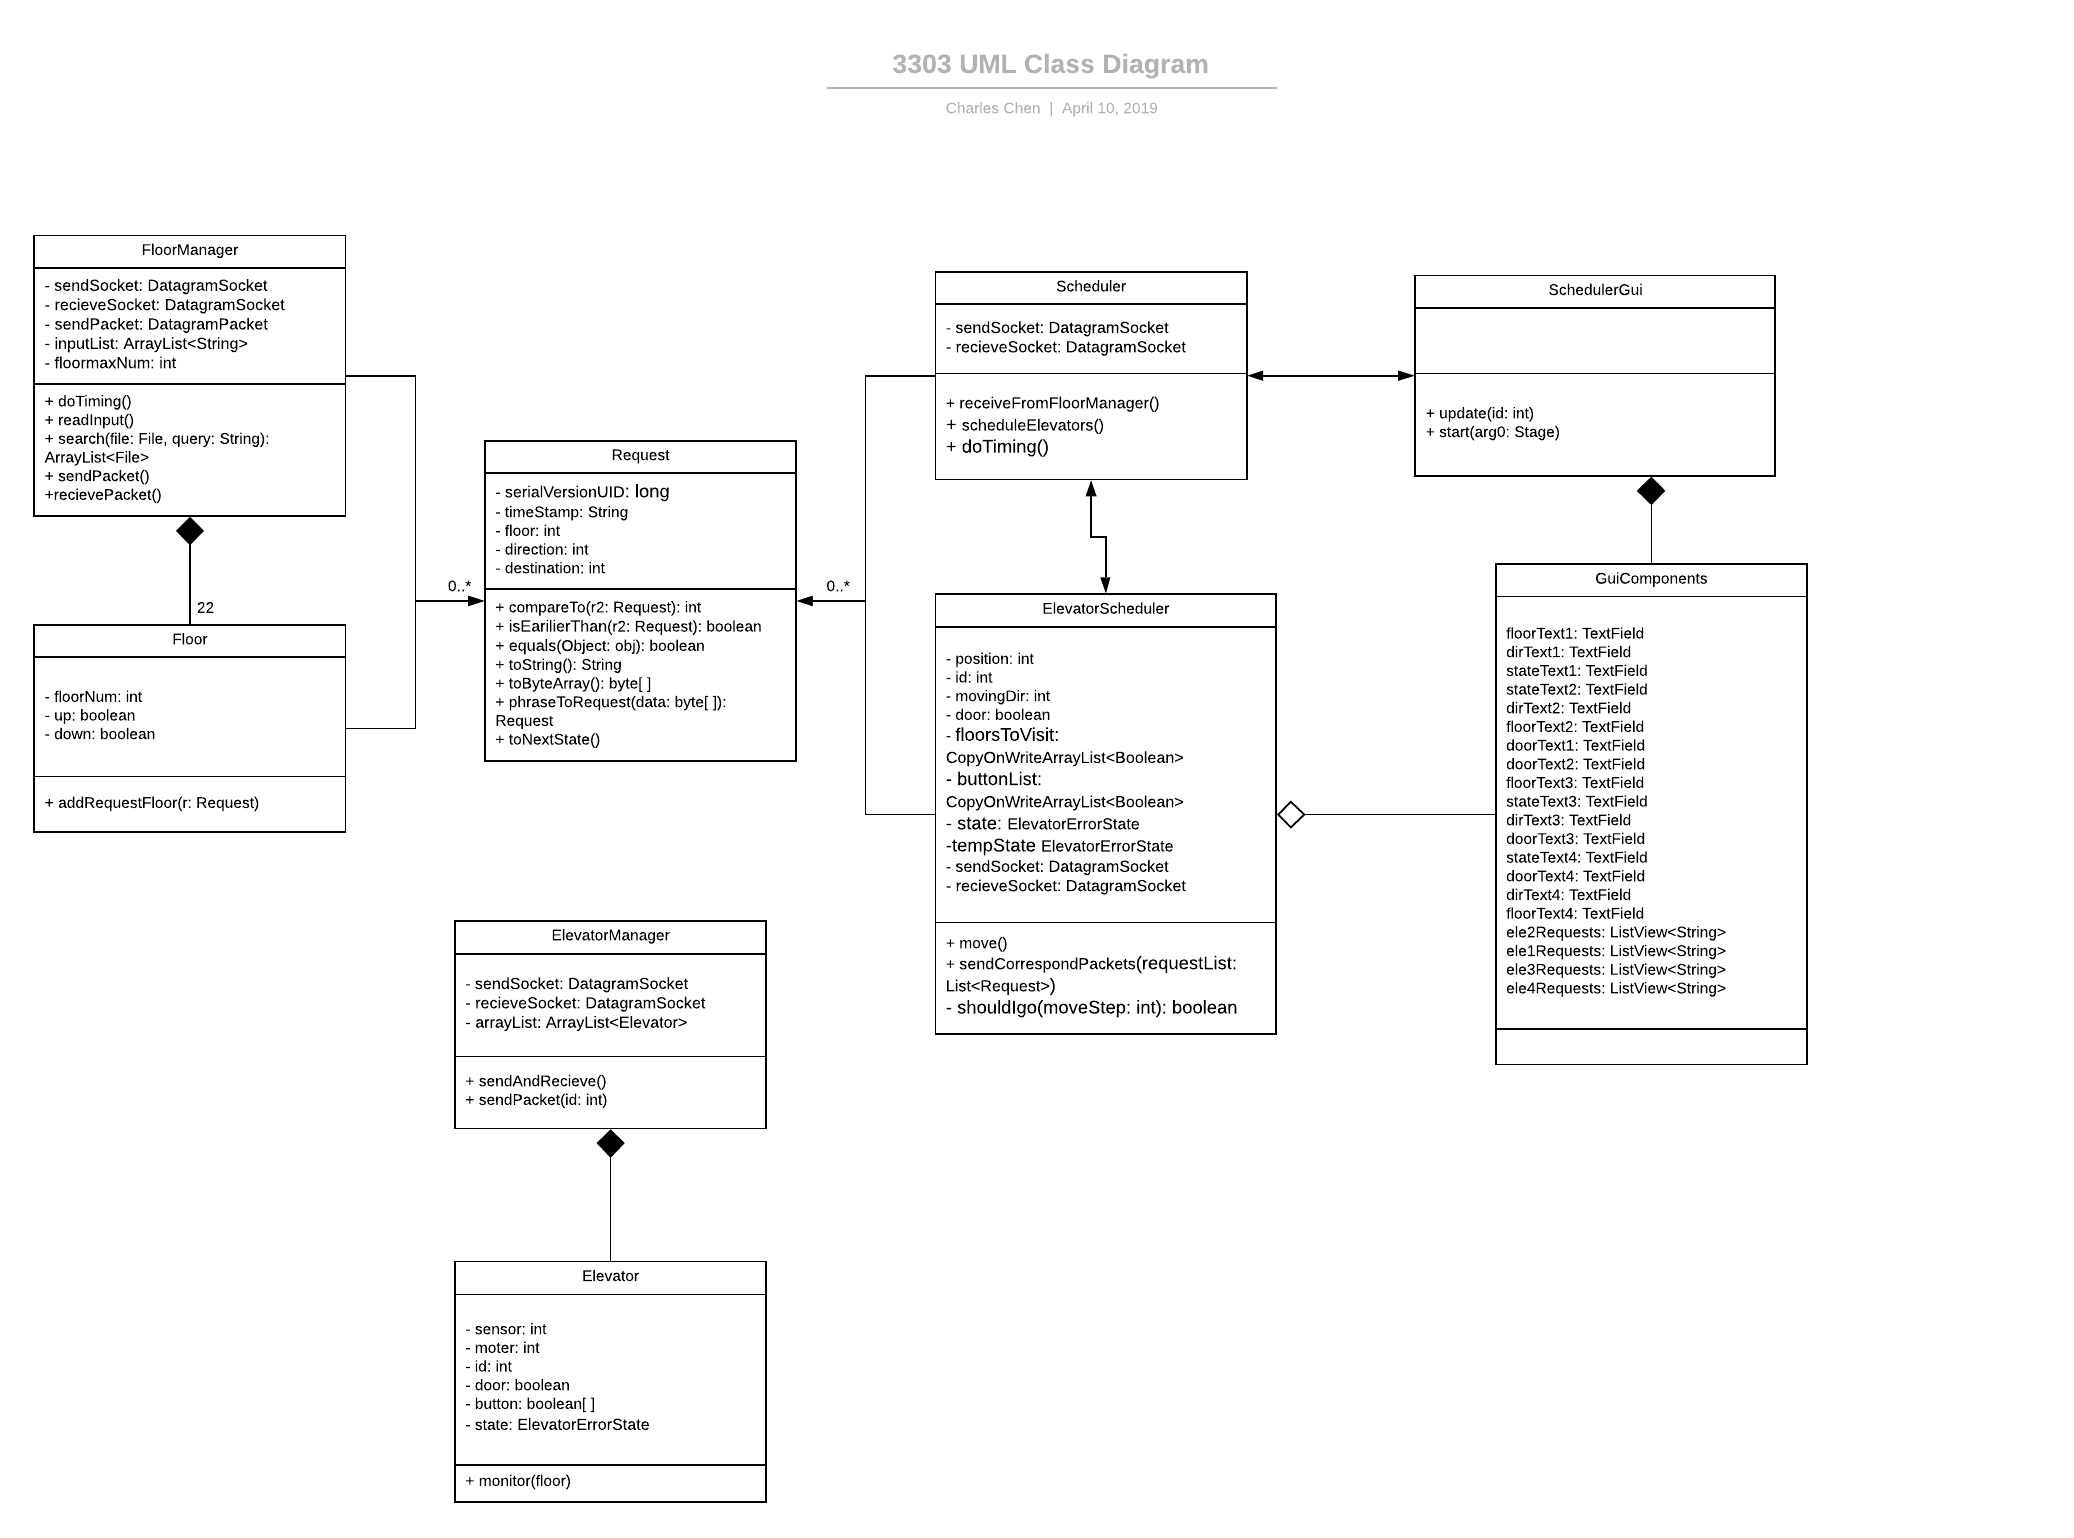 3303 UML Class Diagram
Charles Chen | April 10, 2019
FloorManager
- sendSocket: DatagramSocket
- recieveSocket: DatagramSocket
- sendPacket: DatagramPacket
- inputList: ArrayList<String>
- floormaxNum: int
+ doTiming()
+ readInput()
+ search(file: File, query: String):
ArrayList<File>
+ sendPacket()
+recievePacket()
22
Floor
- floorNum: int
- up: boolean
- down: boolean
+ addRequestFloor(r: Request)
0..*
Request
- serialVersionUID: long
- timeStamp: String
- floor: int
- direction: int
- destination: int
+ compareTo(r2: Request): int
+ isEarilierThan(r2: Request): boolean
+ equals(Object: obj): boolean
+ toString(): String
+ toByteArray(): byte[ ]
+ phraseToRequest(data: byte[ ]):
Request
+ toNextState()
0..*
Scheduler
- sendSocket: DatagramSocket
- recieveSocket: DatagramSocket
+ receiveFromFloorManager()
+ scheduleElevators()
+ doTiming()
SchedulerGui
+ update(id: int)
+ start(arg0: Stage)
ElevatorScheduler
- position: int
- id: int
- movingDir: int
- door: boolean
- floorsToVisit:
CopyOnWriteArrayList<Boolean>
- buttonList:
CopyOnWriteArrayList<Boolean>
- state: ElevatorErrorState
-tempState ElevatorErrorState
- sendSocket: DatagramSocket
- recieveSocket: DatagramSocket
+ move()
+ sendCorrespondPackets(requestList:
List<Request>)
- shouldIgo(moveStep: int): boolean
GuiComponents
floorText1: TextField
dirText1: TextField
stateText1: TextField
stateText2: TextField
dirText2: TextField
floorText2: TextField
doorText1: TextField
doorText2: TextField
floorText3: TextField
stateText3: TextField
dirText3: TextField
doorText3: TextField
stateText4: TextField
doorText4: TextField
dirText4: TextField
floorText4: TextField
ele2Requests: ListView<String>
ele1Requests: ListView<String>
ele3Requests: ListView<String>
ele4Requests: ListView<String>
ElevatorManager
- sendSocket: DatagramSocket
- recieveSocket: DatagramSocket
- arrayList: ArrayList<Elevator>
+ sendAndRecieve()
+ sendPacket(id: int)
Elevator
- sensor: int
- moter: int
- id: int
- door: boolean
- button: boolean[ ]
- state: ElevatorErrorState
+ monitor(floor)